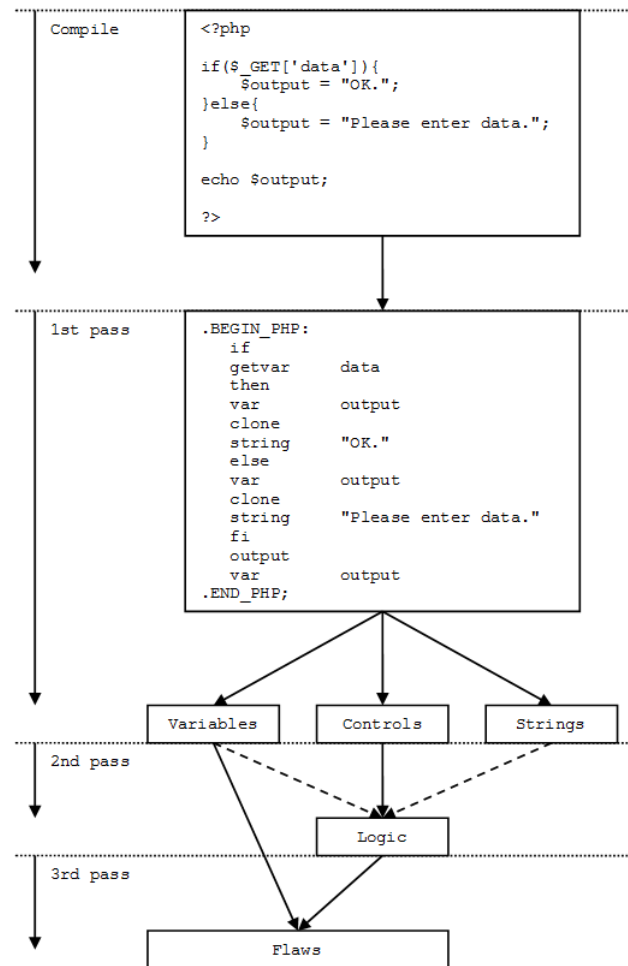 Compile
<?php
if($_GET['data']){
$output = "OK.";
}else{
$output = "Please enter data.";
}
echo $output;
?>
1st pass
.BEGIN_PHP:
if
getvar data
then
var output
clone
string "OK."
else
var output
clone
string "Please enter data."
fi
output
var output
.END_PHP;
Variables
Controls
Strings
2nd pass
Logic
3rd pass
Flaws